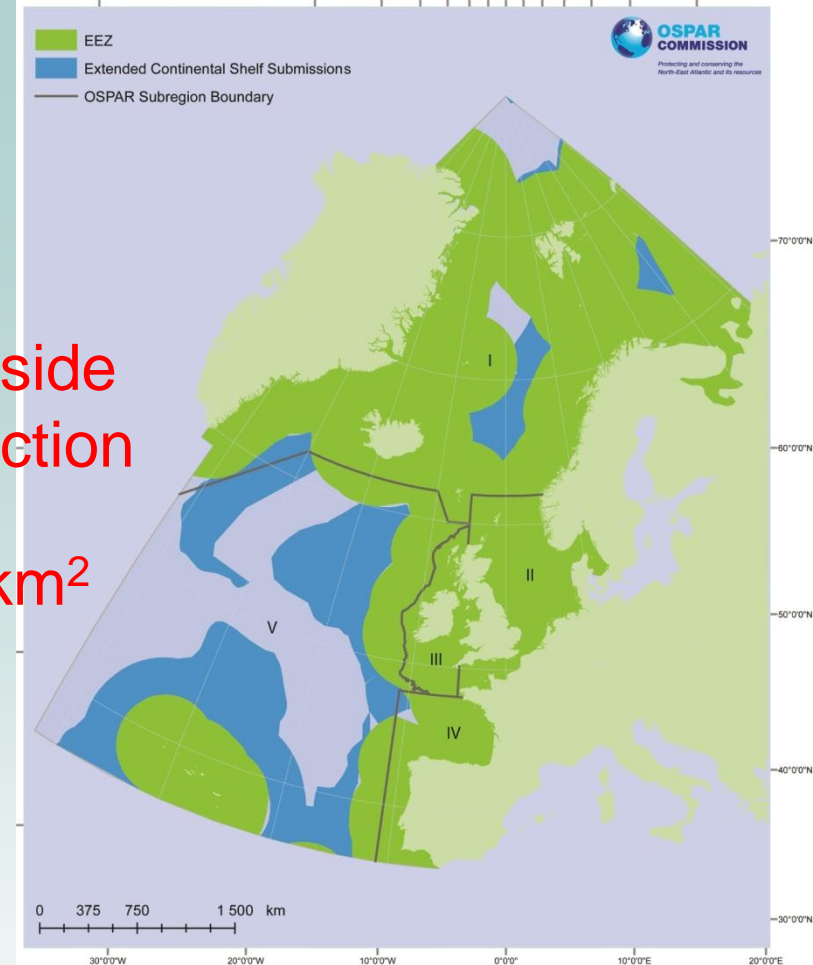 side
ction
km²
EEZ
Extended Continental Shelf Submissions
OSPAR Subregion Boundary
OSPAR
COMMISSION
Protecting and conserving the
North-East Atlantic and its resources
70°0'0"N
60°0'0"N
50°0'0"N
40°0'0"N
30°0'0"N
I
II
III
IV
V
0 375 750 1 500 km
30°0'0"W 20°0'0"W 10°0'0"W 0°0'0" 10°0'0"E 20°0'0"E